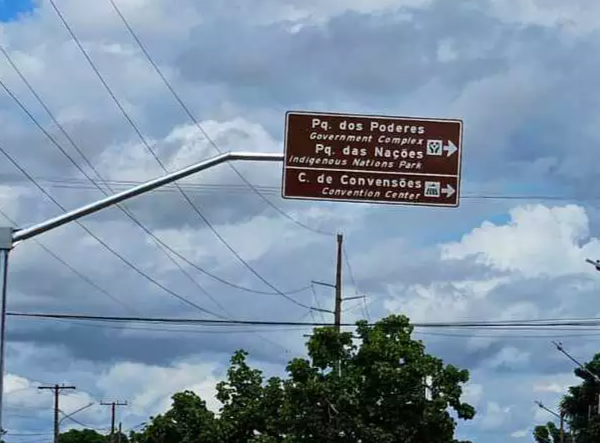 Pq. dos Poderes
Government Complex
Pq. das Nações
Indigenous Nations Park
C. de Convensões
Convention Center